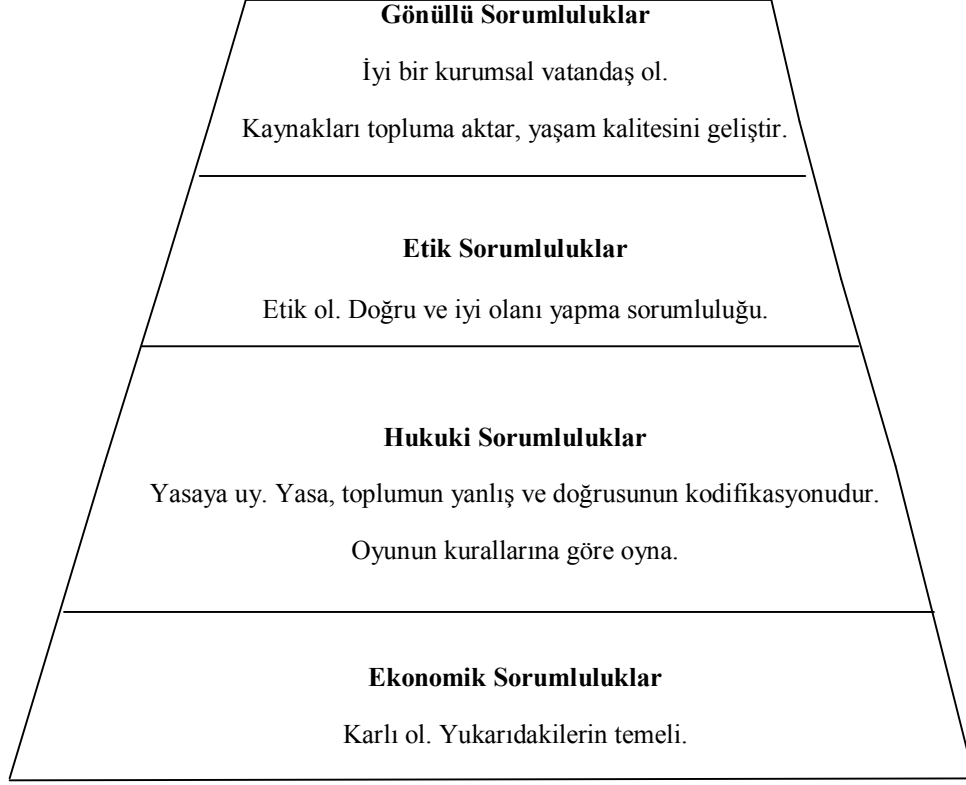 Gönüllü Sorumluluklar
İyi bir kurumsal vatandaş ol.
Kaynakları topluma aktar, yaşam kalitesini geliştir.
Etik Sorumluluklar
Etik ol. Doğru ve iyi olanı yapma sorumluluğu.
Hukuki Sorumluluklar
Yasaya uy. Yasa, toplumun yanlış ve doğrusunun kodifikasyonudur.
Oyunun kurallarına göre oyna.
Ekonomik Sorumluluklar
Karlı ol. Yukarıdakilerin temeli.